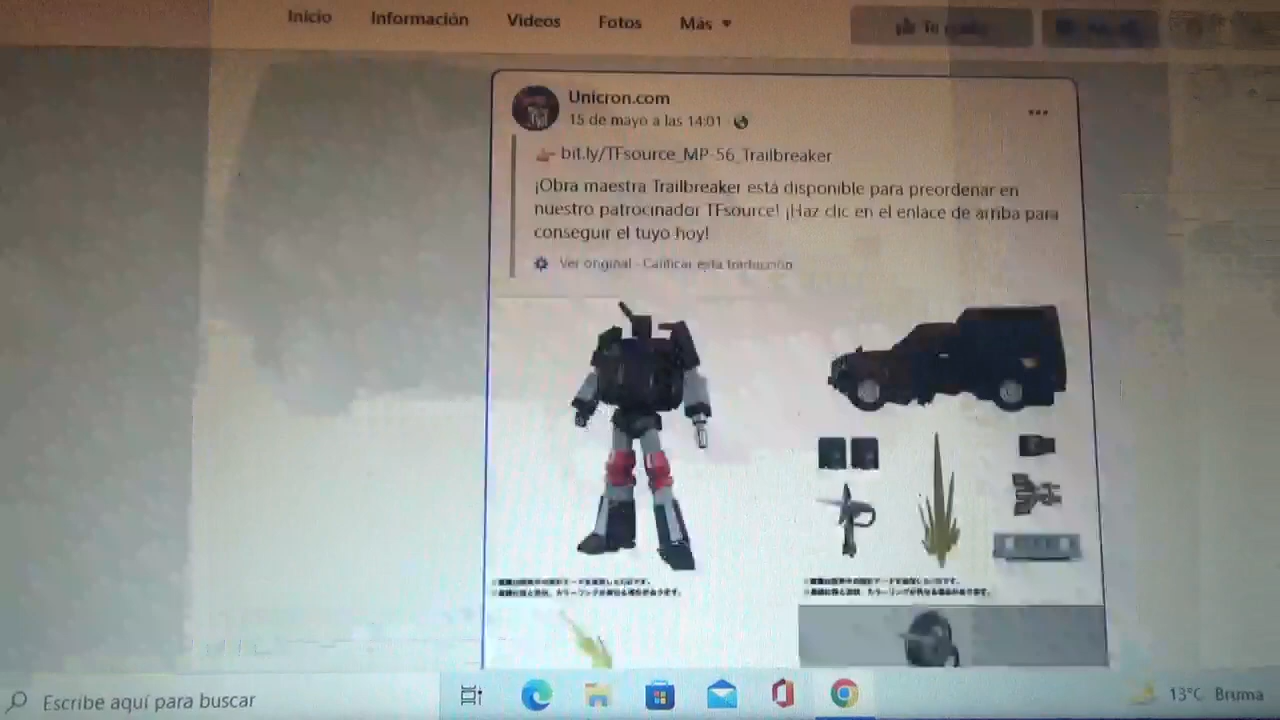 Inicio Información Videos Fotos Más
Unicron.com
15 de mayo a las 14:01
bit.ly/TFsource_MP-56_Trailbreaker
¡Obra maestra Trailbreaker está disponible para preordenar en
nuestro patrocinador TFsource! ¡Haz clic en el enlace de arriba para
conseguir el tuyo hoy!
Ver original · Calificar esta traducción
Escribe aquí para buscar
13°C Bruma